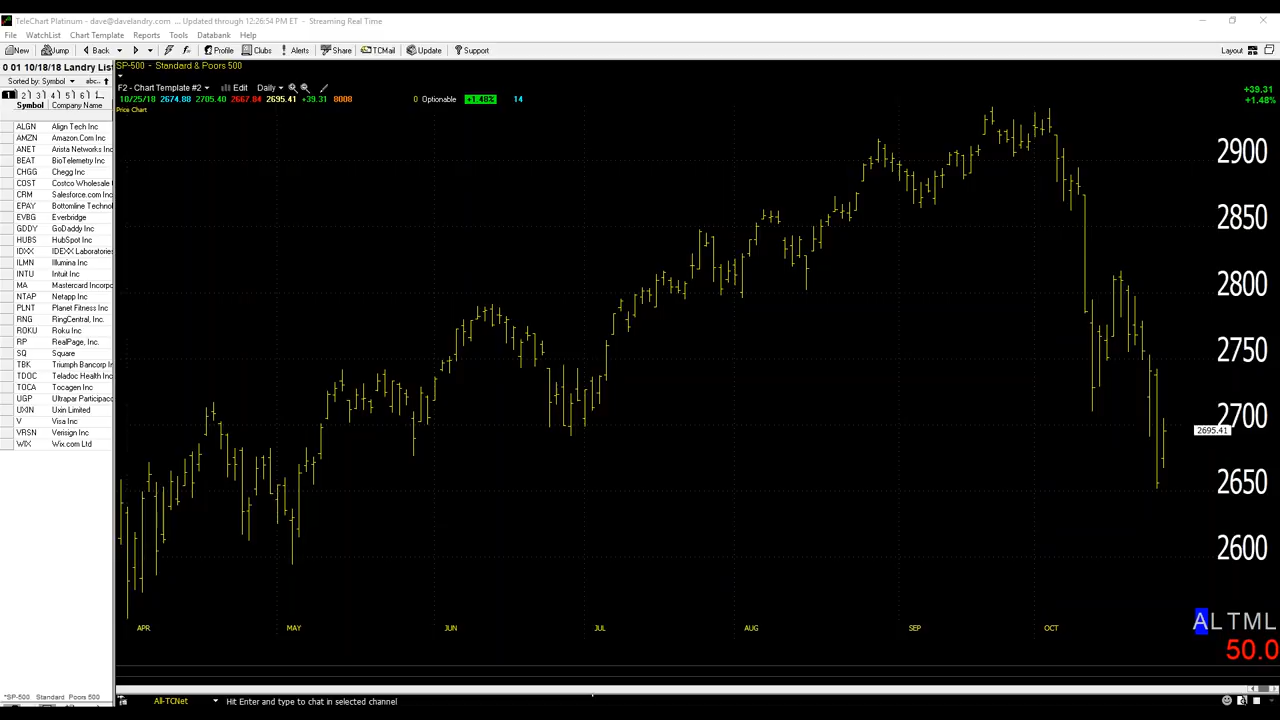 TeleChart Platinum - dave@davelandry.com ... Updated through 12:26:54 PM ET - Streaming Real Time
File WatchList Chart Template Reports Tools Databank Help
New Jump Back Profile Clubs Alerts Share TCMail Update Support Layout
0 01 10/18/18 Landry List
SP-500 - Standard & Poors 500
Sorted by: Symbol abc..
F2 - Chart Template #2 Edit Daily
1 2 3 4 5 6 1..
10/25/18 2674.88 2705.40 2667.84 2695.41 +39.31 8008 0 Optionable +1.48% 14
+39.31
+1.48%
Price Chart
Symbol Company Name
ALGN Align Tech Inc
AMZN Amazon.Com Inc
ANET Arista Networks Inc
BEAT BioTelemetry Inc
CHGG Chegg Inc
COST Costco Wholesale
CRM Salesforce.com Inc
EPAY Bottomline Technol
EVBG Everbridge
GDDY GoDaddy Inc
HUBS HubSpot Inc
IDXX IDEXX Laboratories
ILMN Illumina Inc
INTU Intuit Inc
MA Mastercard Incorpo
NTAP Netapp Inc
PLNT Planet Fitness Inc
RNG RingCentral, Inc.
ROKU Roku Inc
RP RealPage, Inc.
SQ Square
TBK Triumph Bancorp In
TDOC Teladoc Health Inc
TOCA Tocagen Inc
UGP Ultrapar Participac
UXIN Uxin Limited
V Visa Inc
VRSN Verisign Inc
WIX Wix.com Ltd
2900
2850
2800
2750
2700
2695.41
2650
2600
APR MAY JUN JUL AUG SEP OCT
ALTML
50.0
*SP-500 Standard Poors 500
All-TCNet Hit Enter and type to chat in selected channel